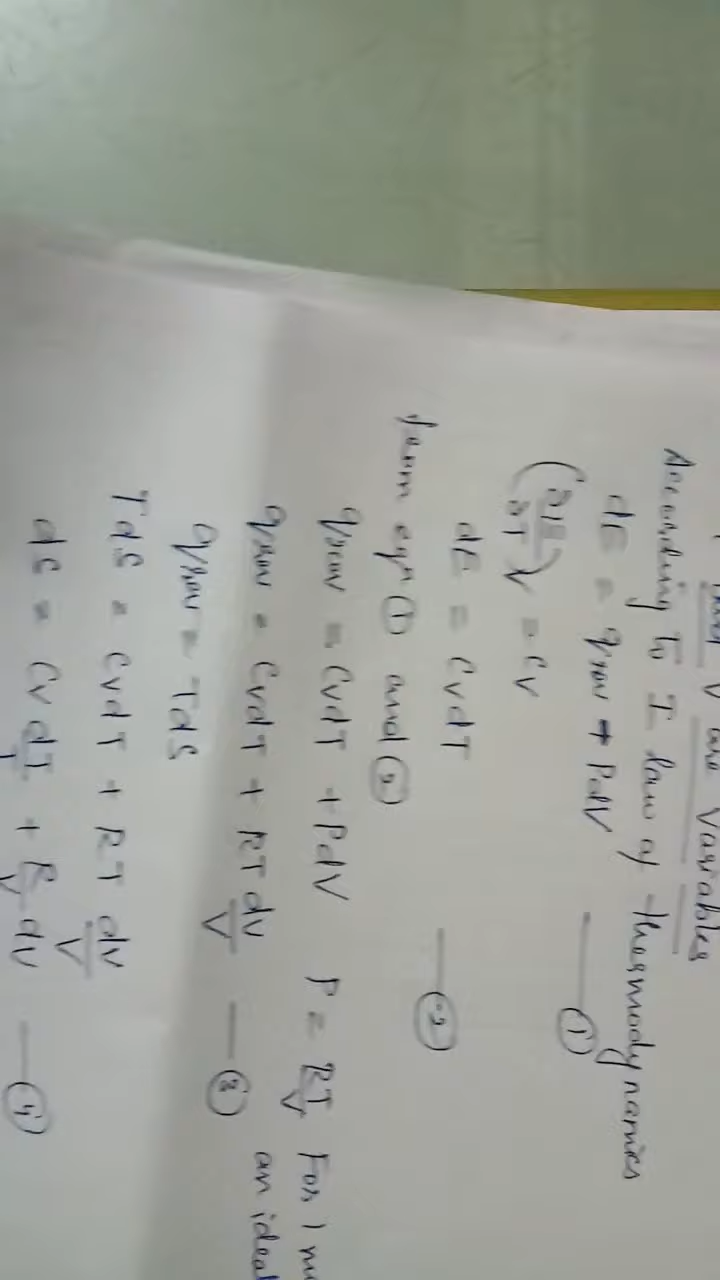 and V are Variables
According to I law of thermodynamics
dE = qrev + PdV —— ①
(∂E/∂T)v = Cv
dE = CvdT —— ②
from eqn ① and ②
qrev = CvdT + PdV P = RT/V For 1
qrev = CvdT + RT dV/V —— ③ an ideal
qrev = TdS
TdS = CvdT + RT dV/V
dS = Cv dT/T + R/V dV —— ④